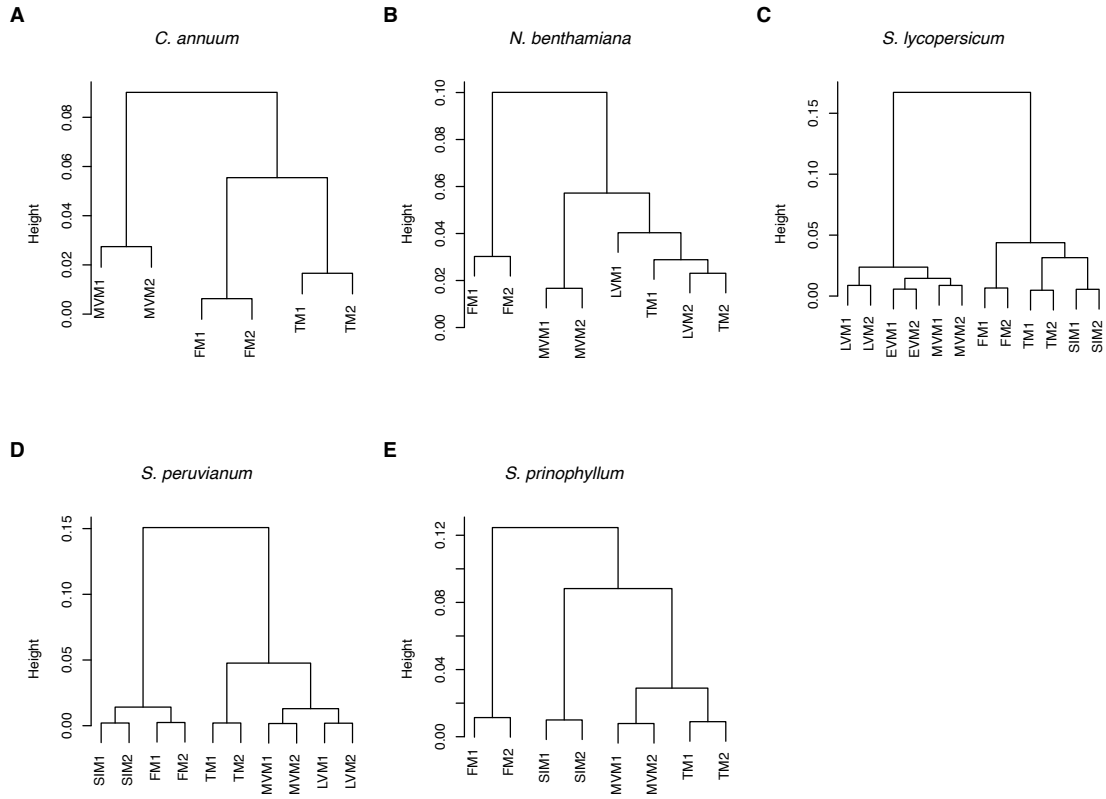 A
C. annuum
Height
0.00 0.02 0.04 0.06 0.08
MVM1 MVM2 FM1 FM2 TM1 TM2
B
N. benthamiana
0.00 0.02 0.04 0.06 0.08 0.10
FM1 FM2 MVM1 MVM2 LVM1 TM1 LVM2 TM2
C
S. lycopersicum
Height
0.00 0.05 0.10 0.15
LVM1 LVM2 EVM1 EVM2 MVM1 MVM2 FM1 FM2 TM1 TM2 SIM1 SIM2
Height
D
S. peruvianum
Height
0.00 0.05 0.10 0.15
SIM1 SIM2 FM1 FM2 TM1 TM2 MVM1 MVM2 LVM1 LVM2
E
S. prinophyllum
Height
0.00 0.04 0.08 0.12
FM1 FM2 SIM1 SIM2 MVM1 MVM2 TM1 TM2